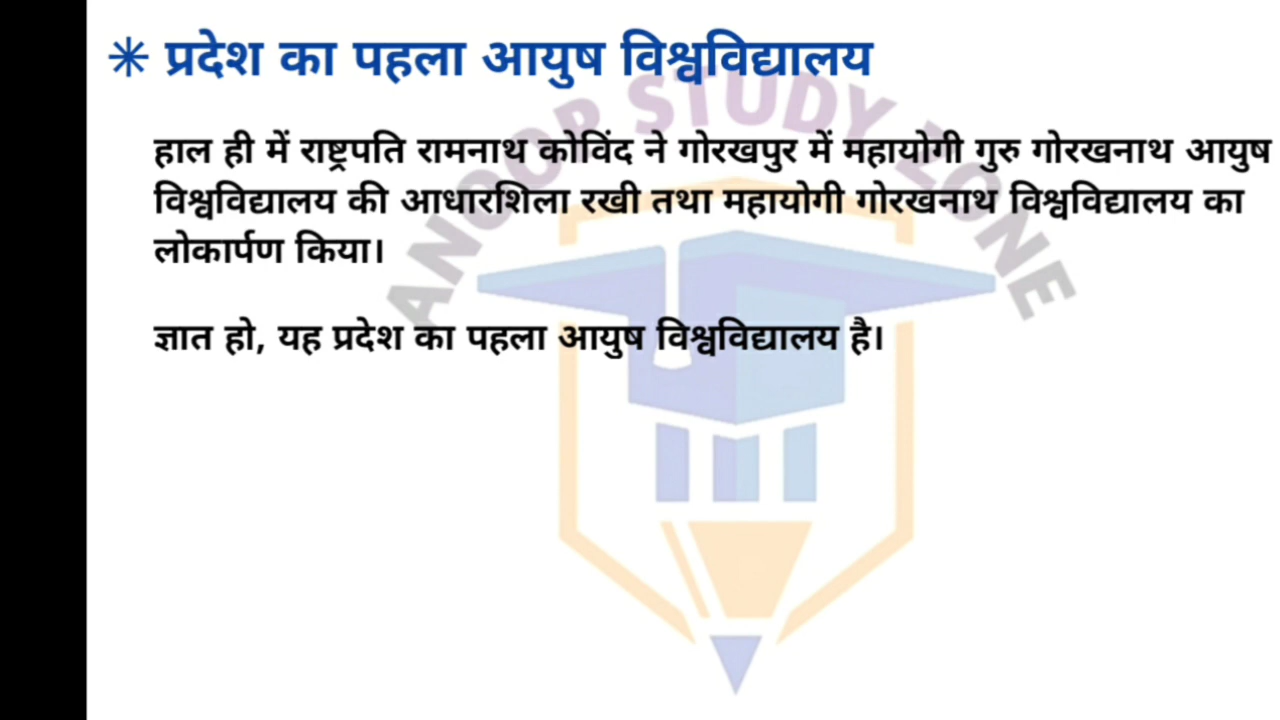 ✳ प्रदेश का पहला आयुष विश्वविद्यालय
हाल ही में राष्ट्रपति रामनाथ कोविंद ने गोरखपुर में महायोगी गुरु गोरखनाथ आयुष
विश्वविद्यालय की आधारशिला रखी तथा महायोगी गोरखनाथ विश्वविद्यालय का
लोकार्पण किया।
ज्ञात हो, यह प्रदेश का पहला आयुष विश्वविद्यालय है।
ANOOP STUDY ZONE